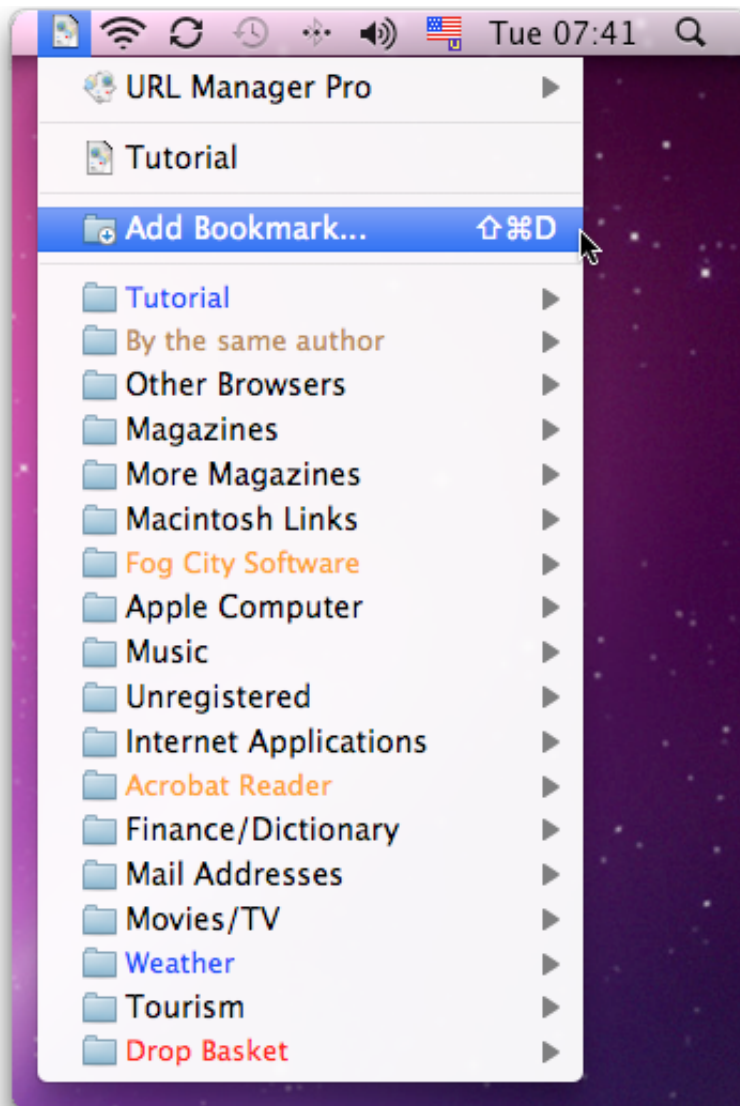 Tue 07:41
URL Manager Pro
Tutorial
Add Bookmark... ⇧⌘D
Tutorial
By the same author
Other Browsers
Magazines
More Magazines
Macintosh Links
Fog City Software
Apple Computer
Music
Unregistered
Internet Applications
Acrobat Reader
Finance/Dictionary
Mail Addresses
Movies/TV
Weather
Tourism
Drop Basket